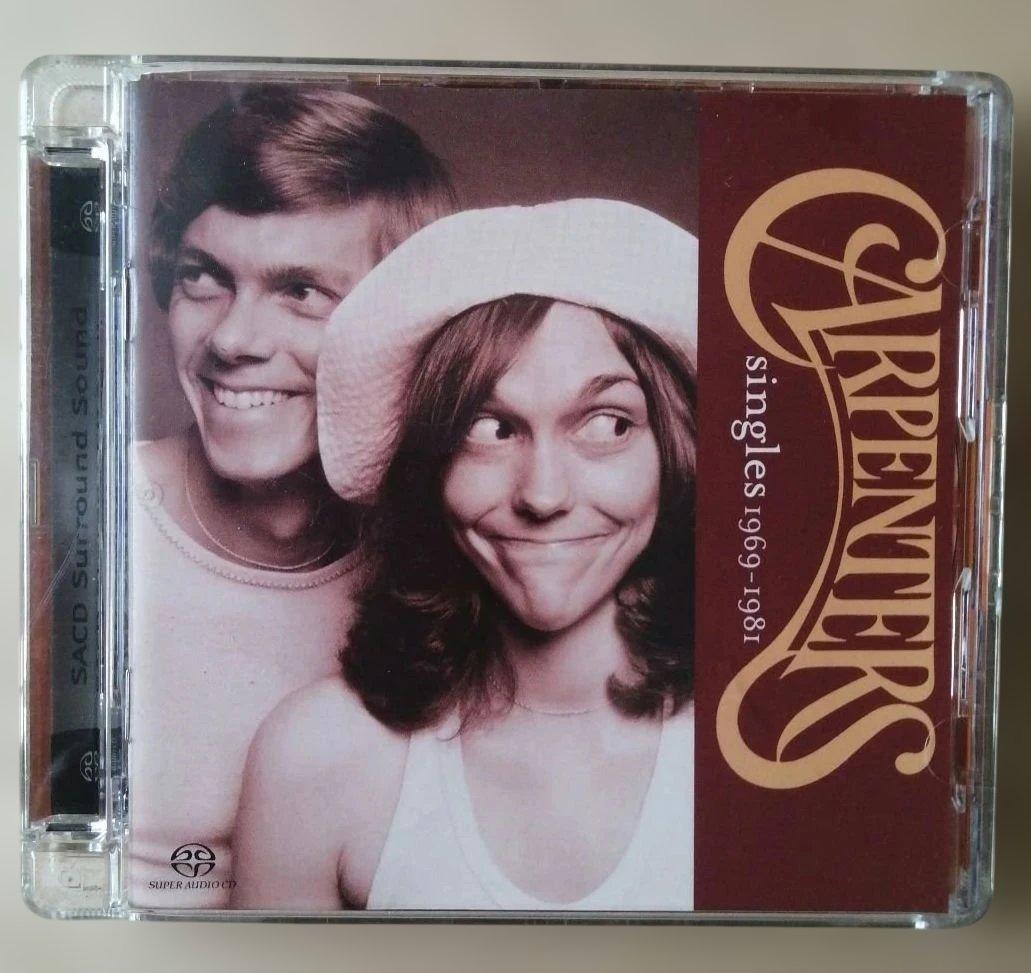 CARPENTERS
singles 1969-1981
SACD Surround Sound
SUPER AUDIO CD